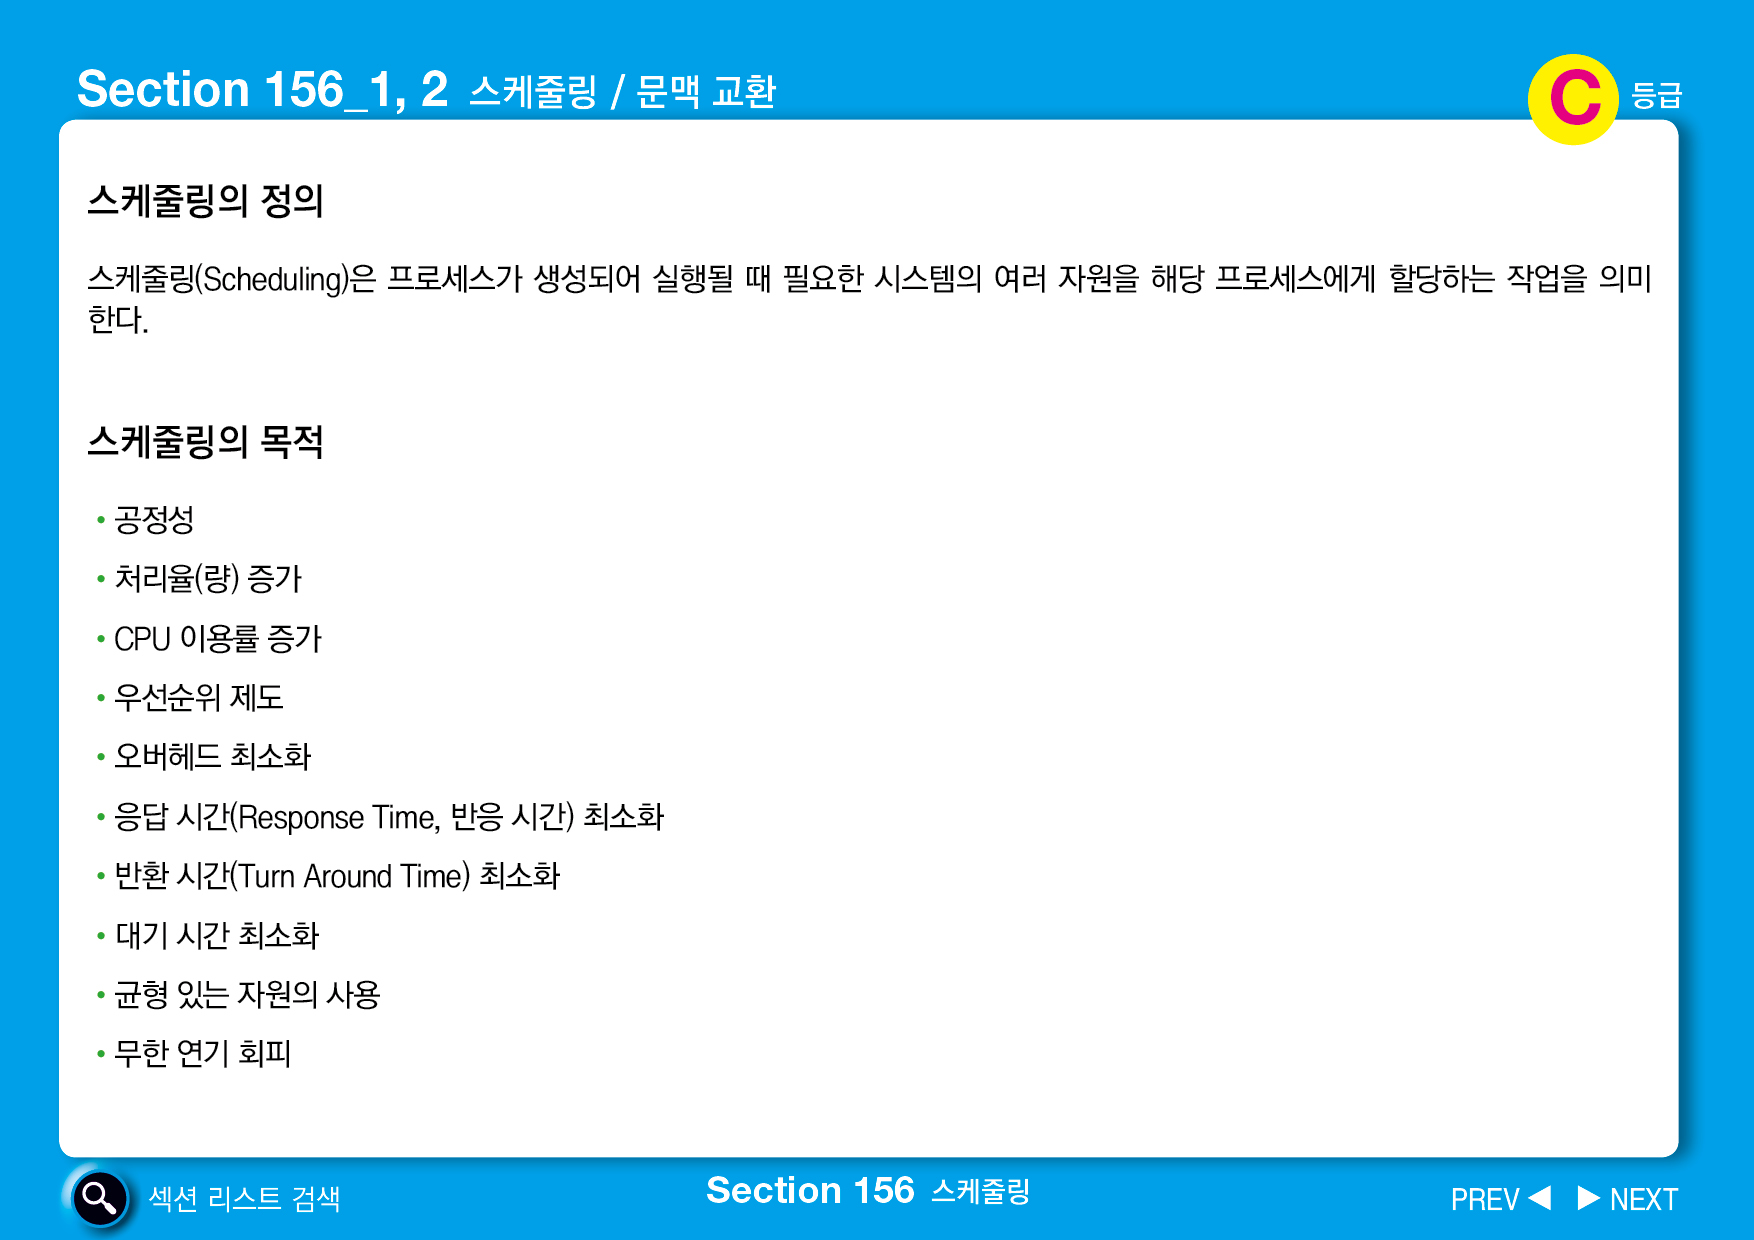 Section 156_1, 2 스케줄링 / 문맥 교환
C 등급
스케줄링의 정의
스케줄링(Scheduling)은 프로세스가 생성되어 실행될 때 필요한 시스템의 여러 자원을 해당 프로세스에게 할당하는 작업을 의미
한다.
스케줄링의 목적
• 공정성
• 처리율(량) 증가
• CPU 이용률 증가
• 우선순위 제도
• 오버헤드 최소화
• 응답 시간(Response Time, 반응 시간) 최소화
• 반환 시간(Turn Around Time) 최소화
• 대기 시간 최소화
• 균형 있는 자원의 사용
• 무한 연기 회피
섹션 리스트 검색
Section 156 스케줄링
PREV ◀ ▶ NEXT